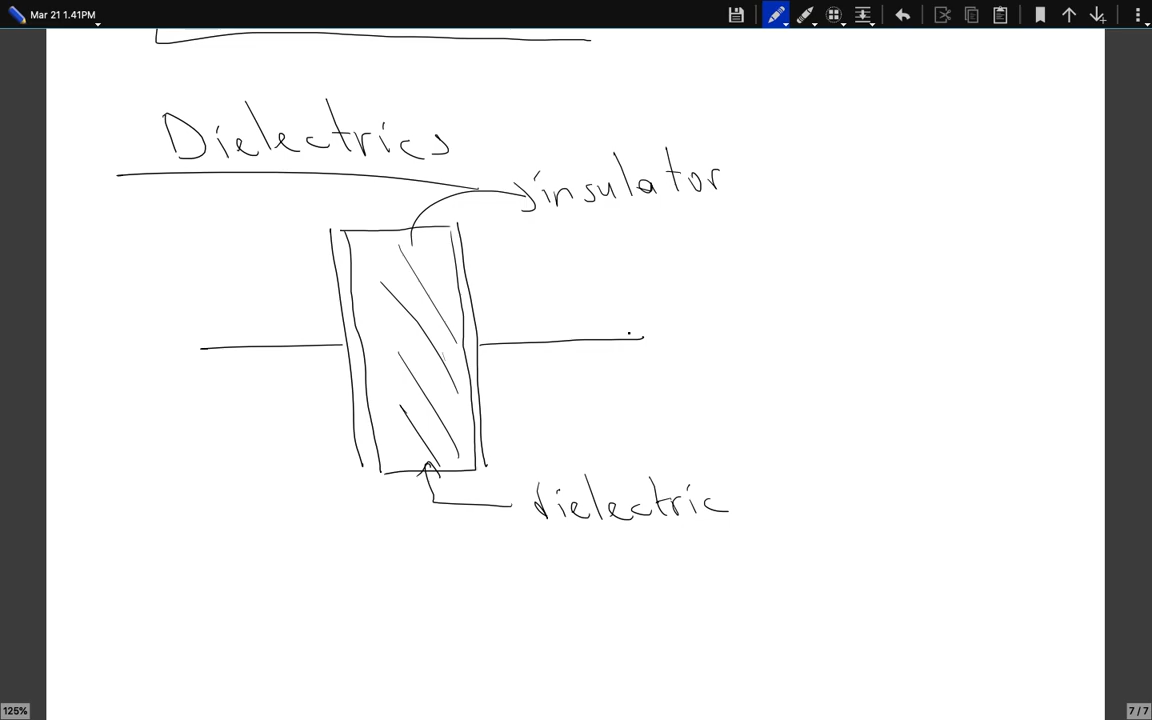 Mar 21 1.41PM
Dielectrics
insulator
dielectric
125%
7 / 7